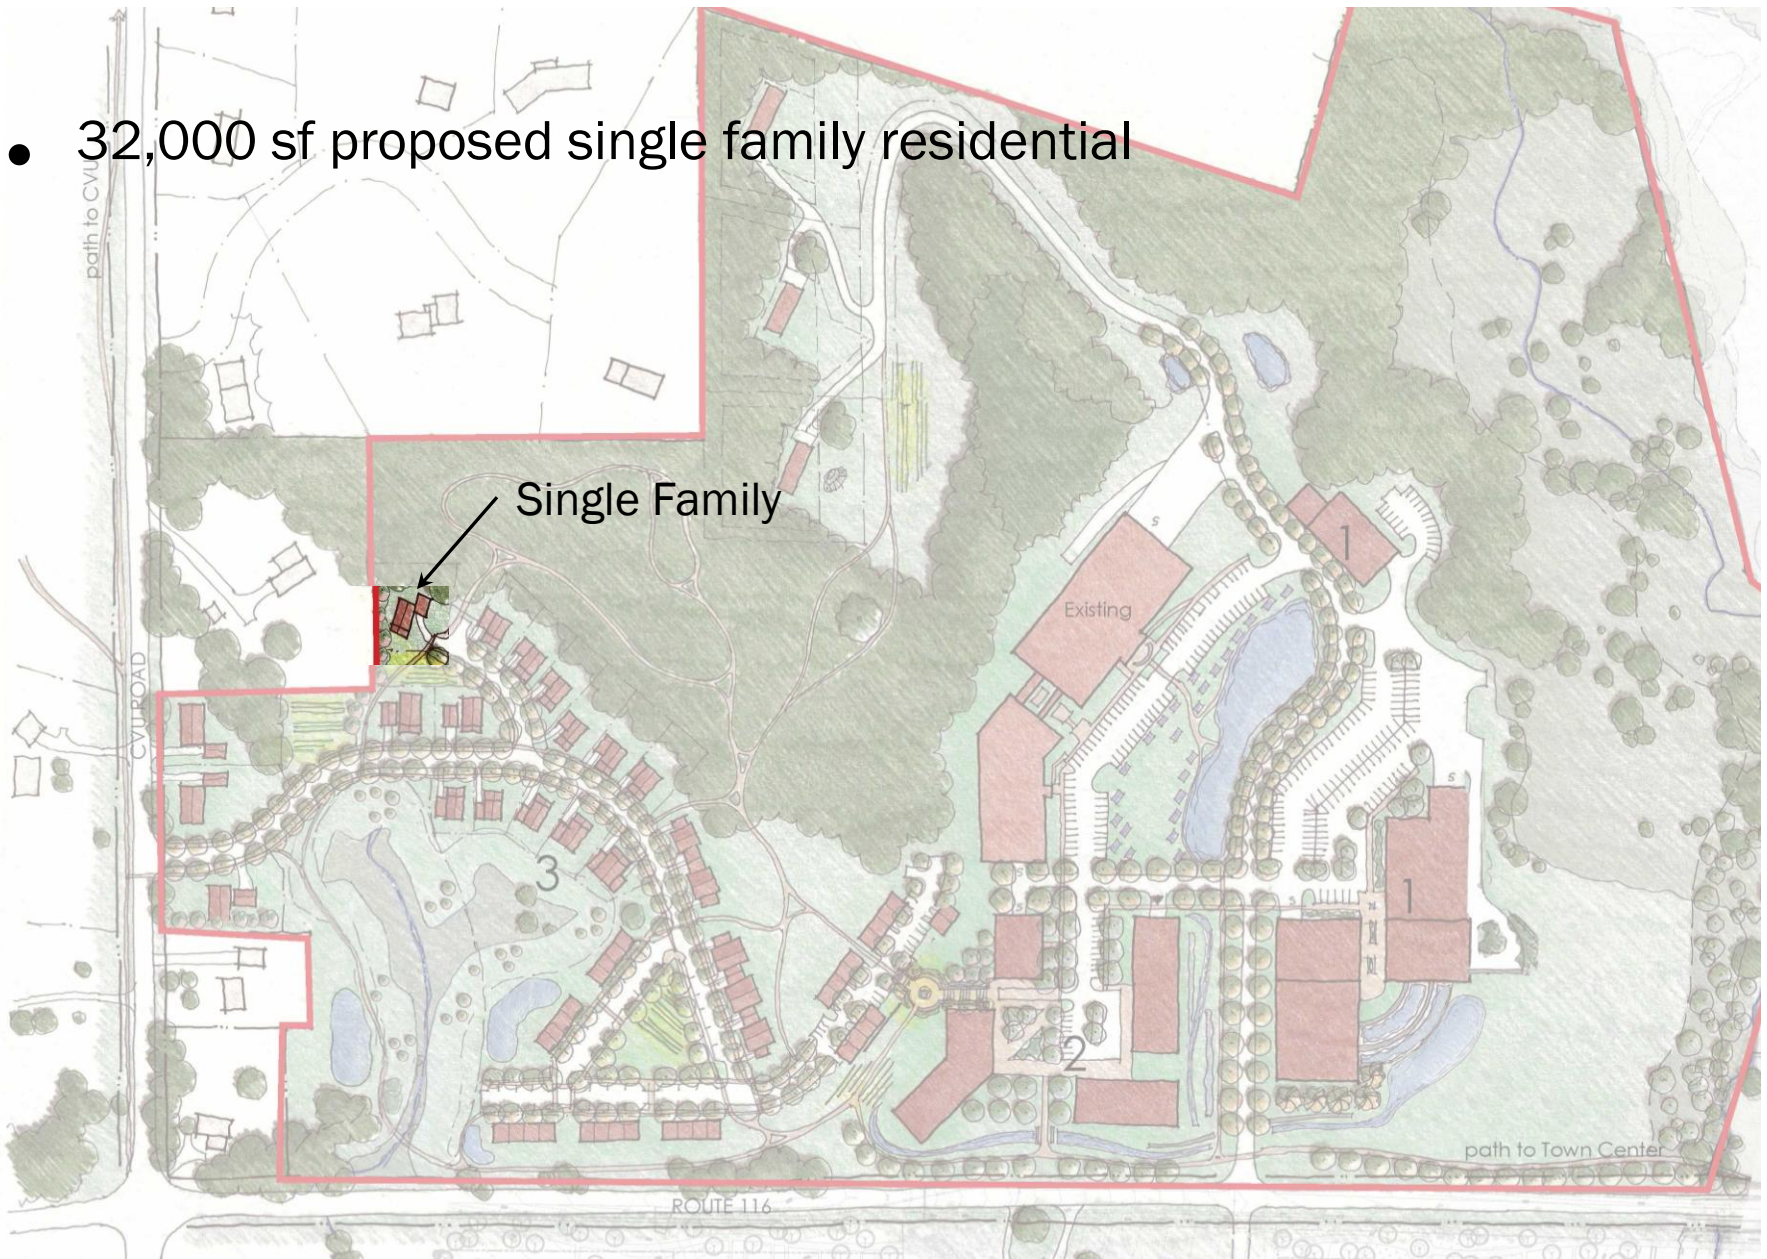 • 32,000 sf proposed single family residential
path to CVU
Single Family
1
S
Existing
CVU ROAD
S
3
1
S
S
S
2
path to Town Center
ROUTE 116